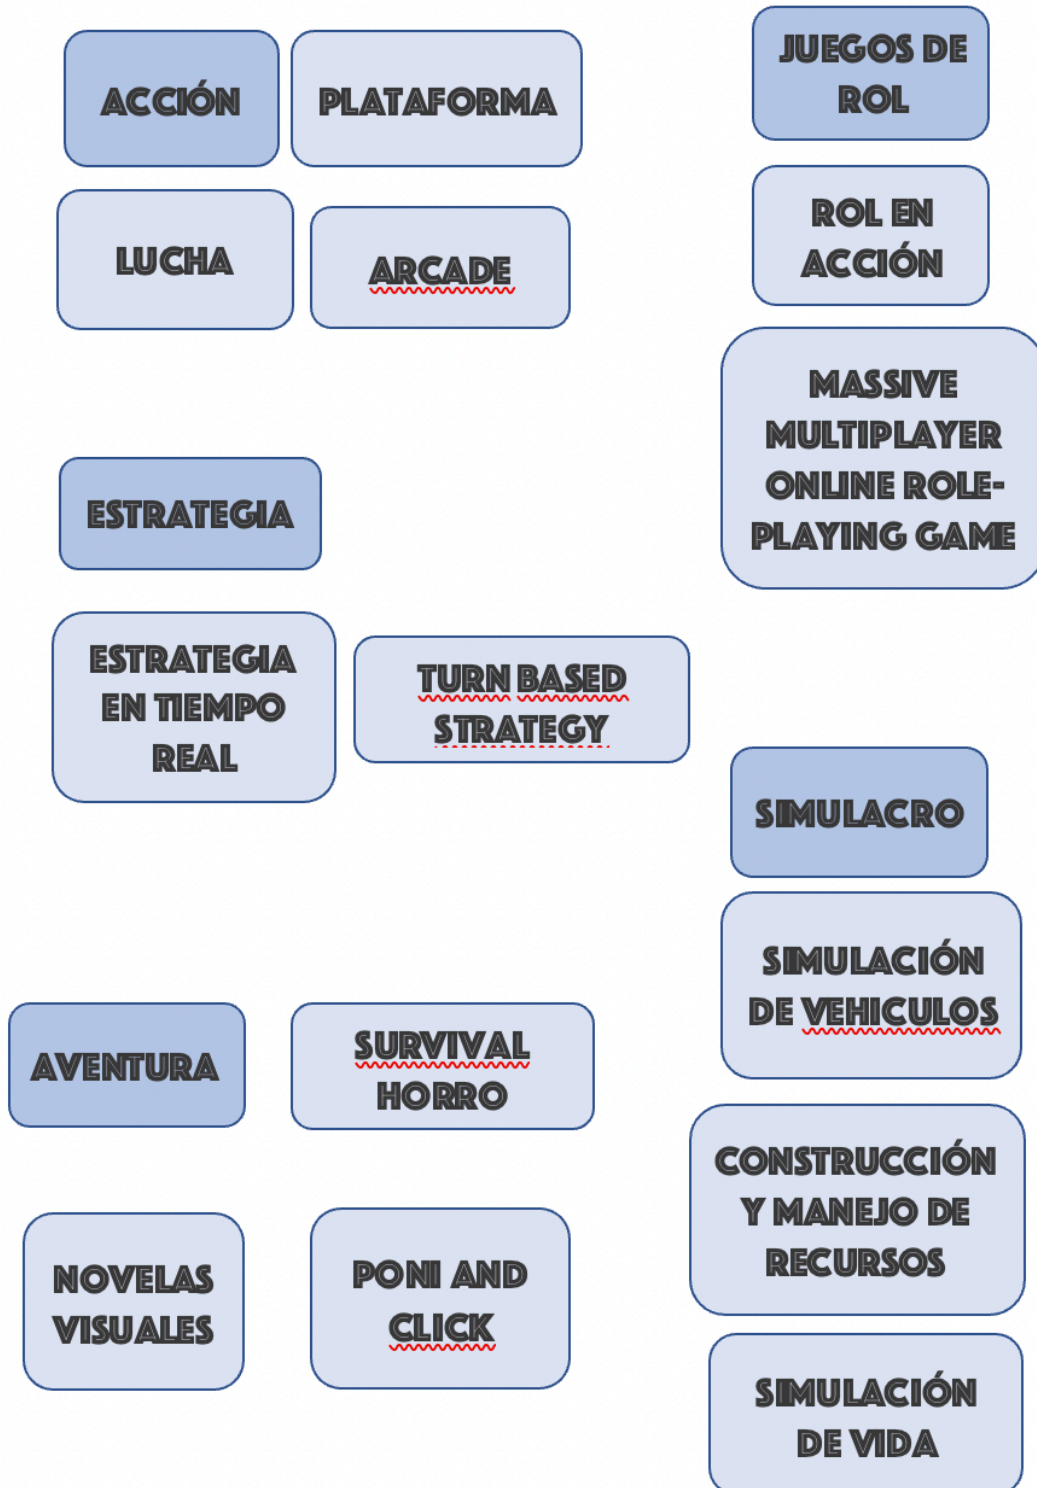 ACCIÓN
PLATAFORMA
LUCHA
ARCADE
ESTRATEGIA
ESTRATEGIA
EN TIEMPO
REAL
TURN BASED
STRATEGY
AVENTURA
SURVIVAL
HORRO
NOVELAS
VISUALES
PONI AND
CLICK
JUEGOS DE
ROL
ROL EN
ACCIÓN
MASSIVE
MULTIPLAYER
ONLINE ROLE-
PLAYING GAME
SIMULACRO
SIMULACIÓN
DE VEHICULOS
CONSTRUCCIÓN
Y MANEJO DE
RECURSOS
SIMULACIÓN
DE VIDA